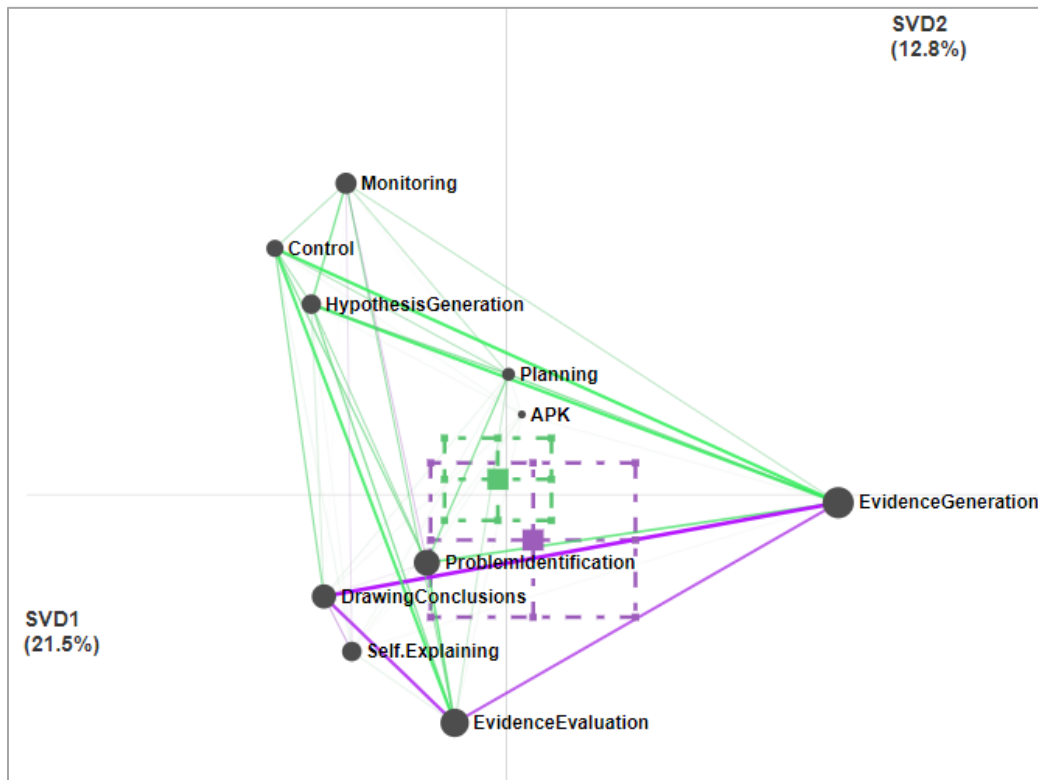 SVD2
(12.8%)
Monitoring
Control
HypothesisGeneration
Planning
APK
EvidenceGeneration
ProblemIdentification
DrawingConclusions
SVD1
(21.5%)
Self.Explaining
EvidenceEvaluation